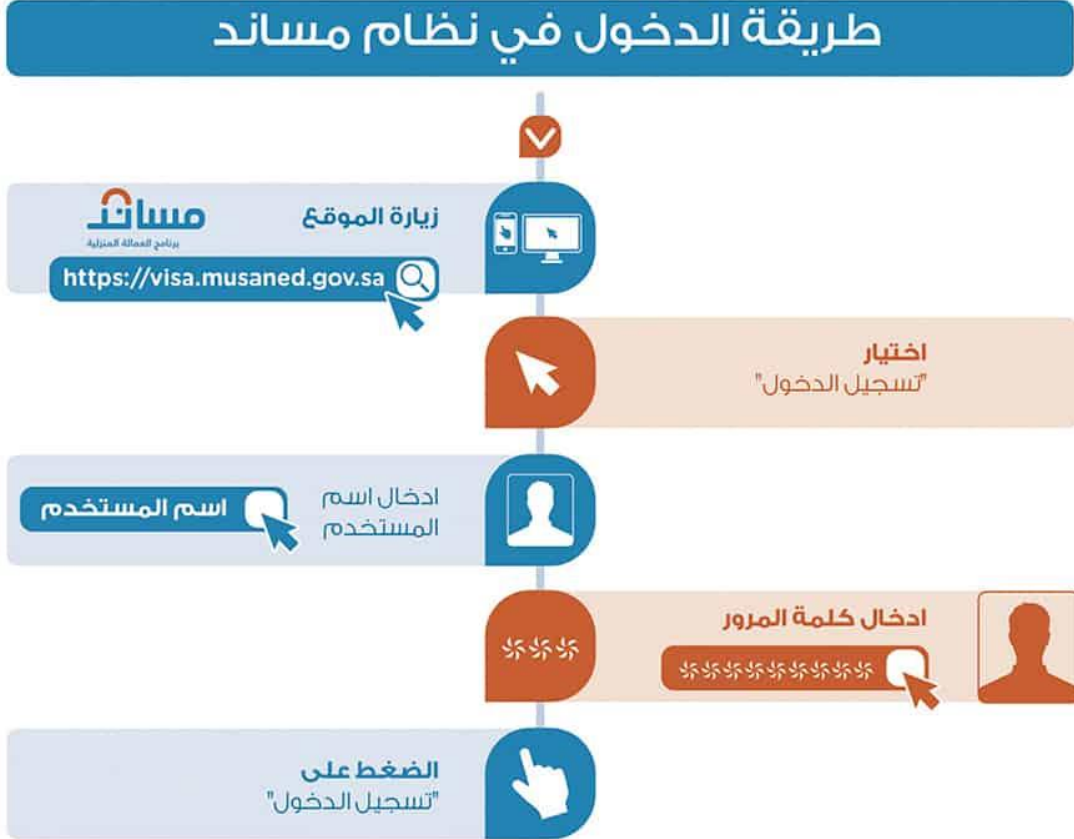 طريقة الدخول في نظام مساند
زيارة الموقع
مساند
برنامج العمالة المنزلية
https://visa.musaned.gov.sa
اختيار
"تسجيل الدخول"
ادخال اسم
المستخدم
اسم المستخدم
ادخال كلمة المرور
الضغط على
"تسجيل الدخول"